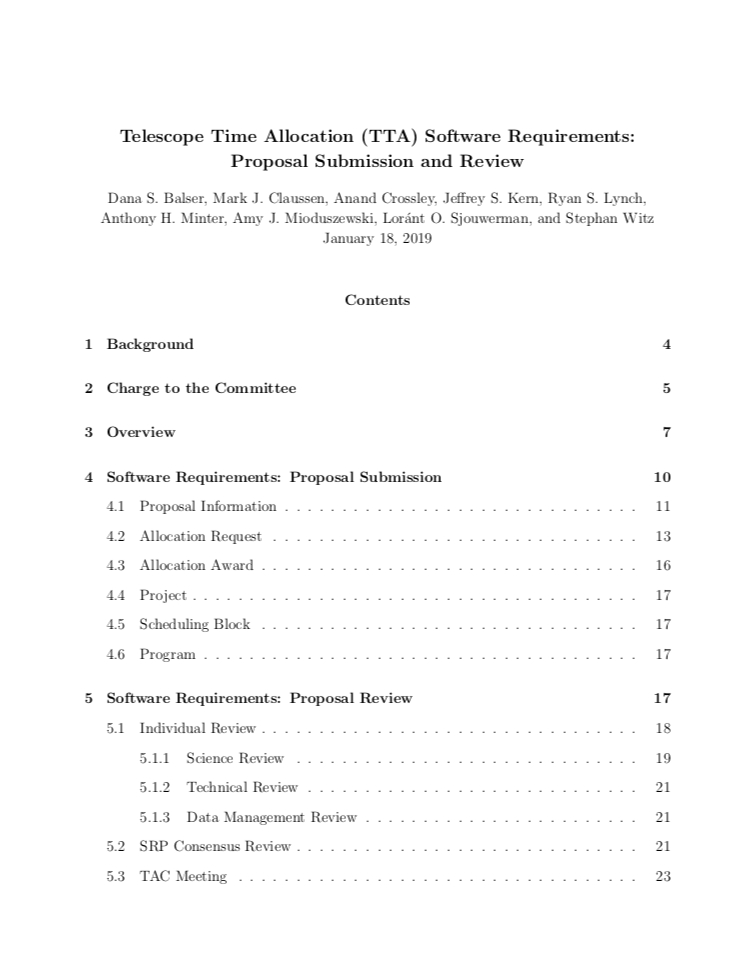 Telescope Time Allocation (TTA) Software Requirements:
Proposal Submission and Review
Dana S. Balser, Mark J. Claussen, Anand Crossley, Jeffrey S. Kern, Ryan S. Lynch,
Anthony H. Minter, Amy J. Mioduszewski, Loránt O. Sjouwerman, and Stephan Witz
January 18, 2019
Contents
1 Background 4
2 Charge to the Committee 5
3 Overview 7
4 Software Requirements: Proposal Submission 10
4.1 Proposal Information . . . . . . . . . . . . . . . . . . . . . . . . . . . . . . . 11
4.2 Allocation Request . . . . . . . . . . . . . . . . . . . . . . . . . . . . . . . . 13
4.3 Allocation Award . . . . . . . . . . . . . . . . . . . . . . . . . . . . . . . . . 16
4.4 Project . . . . . . . . . . . . . . . . . . . . . . . . . . . . . . . . . . . . . . . 17
4.5 Scheduling Block . . . . . . . . . . . . . . . . . . . . . . . . . . . . . . . . . 17
4.6 Program . . . . . . . . . . . . . . . . . . . . . . . . . . . . . . . . . . . . . . 17
5 Software Requirements: Proposal Review 17
5.1 Individual Review . . . . . . . . . . . . . . . . . . . . . . . . . . . . . . . . . 18
5.1.1 Science Review . . . . . . . . . . . . . . . . . . . . . . . . . . . . . . 19
5.1.2 Technical Review . . . . . . . . . . . . . . . . . . . . . . . . . . . . . 21
5.1.3 Data Management Review . . . . . . . . . . . . . . . . . . . . . . . . 21
5.2 SRP Consensus Review . . . . . . . . . . . . . . . . . . . . . . . . . . . . . . 21
5.3 TAC Meeting . . . . . . . . . . . . . . . . . . . . . . . . . . . . . . . . . . . 23